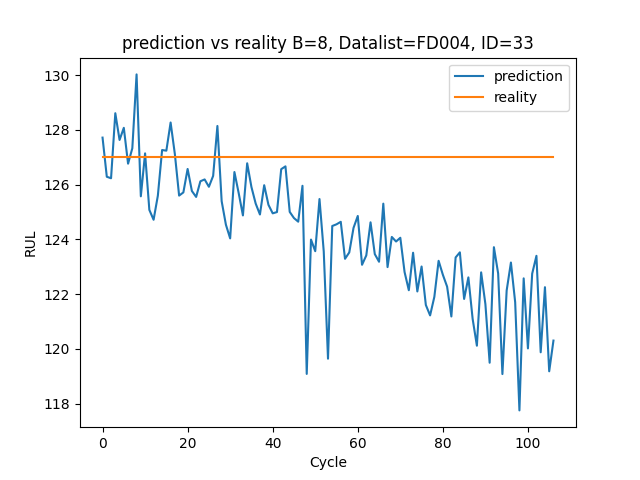 prediction vs reality B=8, Datalist=FD004, ID=33
prediction
reality
RUL
130
128
126
124
122
120
118
0 20 40 60 80 100
Cycle